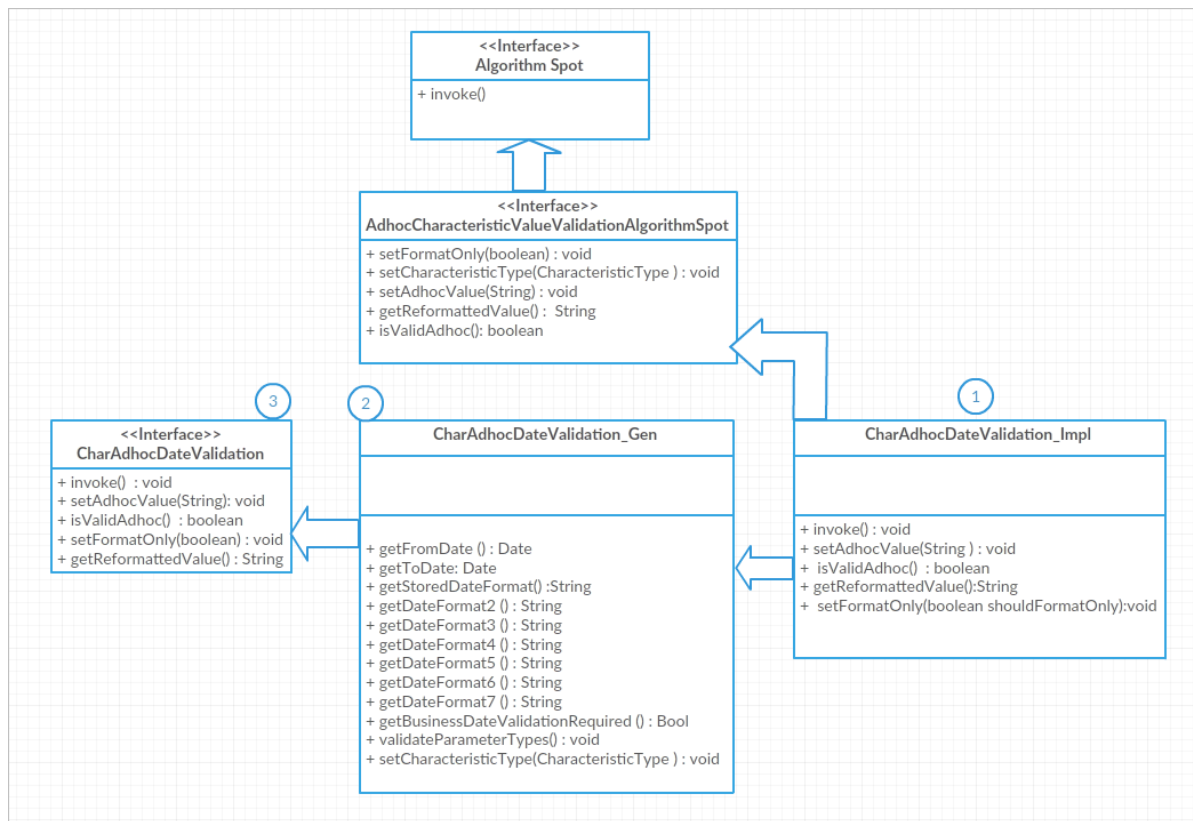 <<Interface>>
Algorithm Spot
+ invoke()
<<Interface>>
AdhocCharacteristicValueValidationAlgorithmSpot
+ setFormatOnly(boolean) : void
+ setCharacteristicType(CharacteristicType ) : void
+ setAdhocValue(String) : void
+ getReformattedValue() :  String
+ isValidAdhoc(): boolean
3
<<Interface>>
CharAdhocDateValidation
+ invoke()  : void
+ setAdhocValue(String): void
+ isValidAdhoc()  : boolean
+ setFormatOnly(boolean) : void
+ getReformattedValue() : String
2
CharAdhocDateValidation_Gen
+ getFromDate () : Date
+ getToDate: Date
+ getStoredDateFormat() :String
+ getDateFormat2 () : String
+ getDateFormat3 () : String
+ getDateFormat4 () : String
+ getDateFormat5 () : String
+ getDateFormat6 () : String
+ getDateFormat7 () : String
+ getBusinessDateValidationRequired () : Bool
+ validateParameterTypes() : void
+ setCharacteristicType(CharacteristicType ) : void
1
CharAdhocDateValidation_Impl
+ invoke() : void
+ setAdhocValue(String ) : void
+  isValidAdhoc()  : boolean
+ getReformattedValue():String
+  setFormatOnly(boolean shouldFormatOnly):void